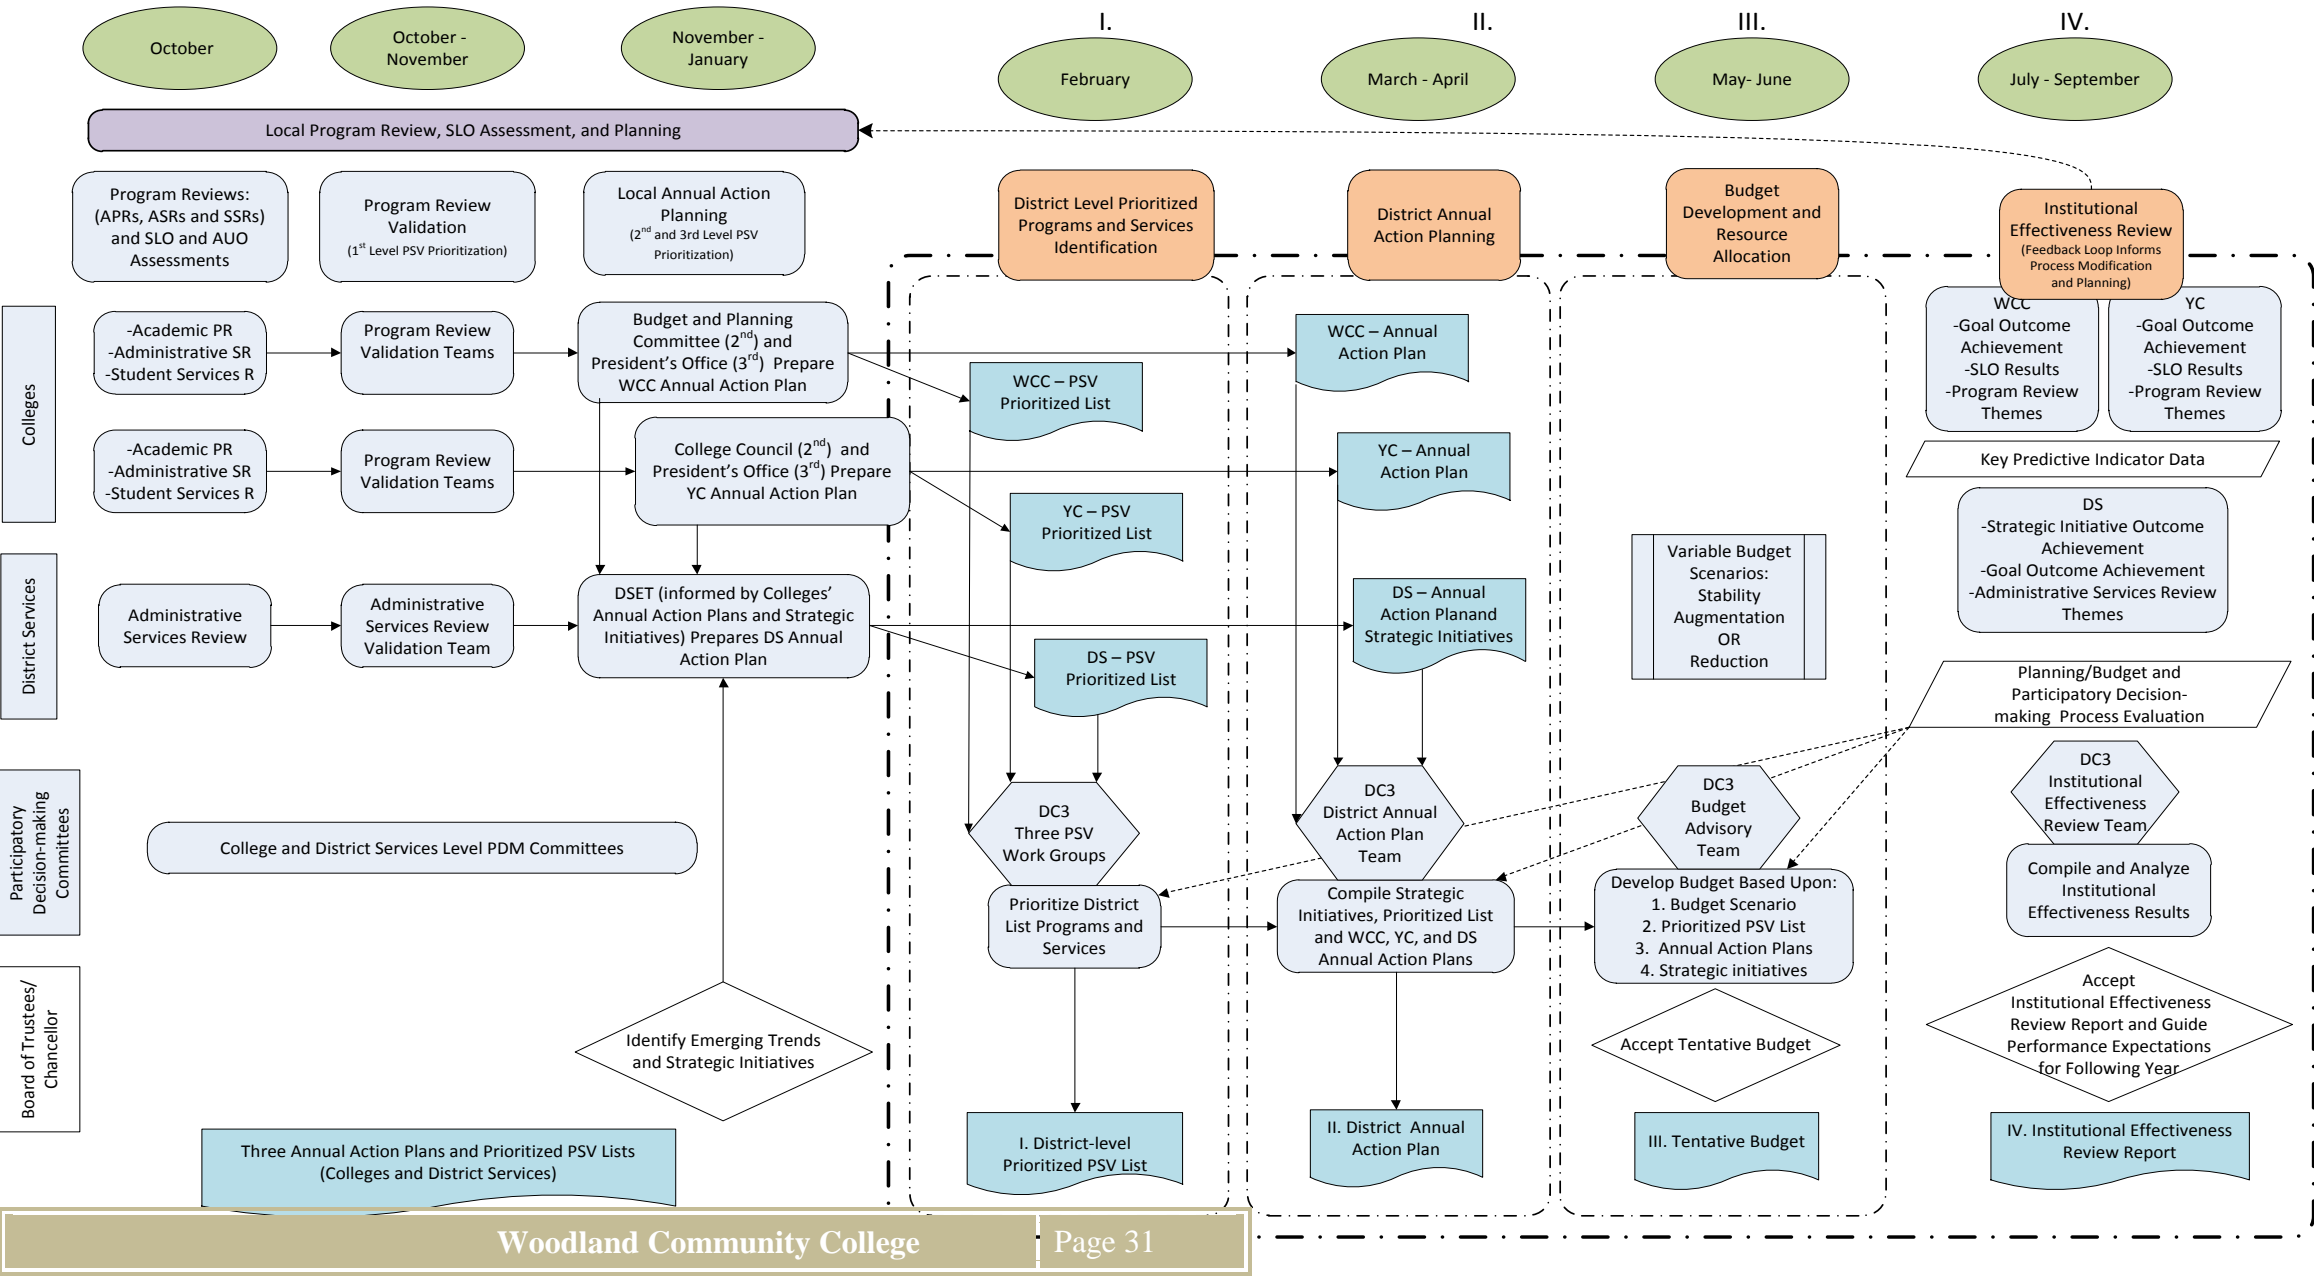 I.
II.
III.
IV.
October
October -
November
November -
January
February
March - April
May- June
July - September
Local Program Review, SLO Assessment, and Planning
Program Reviews:
(APRs, ASRs and SSRs)
and SLO and AUO
Assessments
Program Review
Validation
(1st Level PSV Prioritization)
Local Annual Action
Planning
(2nd and 3rd Level PSV
Prioritization)
District Level Prioritized
Programs and Services
Identification
District Annual
Action Planning
Budget
Development and
Resource
Allocation
Institutional
Effectiveness Review
(Feedback Loop Informs
Process Modification
and Planning)
Colleges
-Academic PR
-Administrative SR
-Student Services R
Program Review
Validation Teams
Budget and Planning
Committee (2nd) and
President's Office (3rd) Prepare
WCC Annual Action Plan
WCC – PSV
Prioritized List
WCC – Annual
Action Plan
WCC
-Goal Outcome
Achievement
-SLO Results
-Program Review
Themes
YC
-Goal Outcome
Achievement
-SLO Results
-Program Review
Themes
-Academic PR
-Administrative SR
-Student Services R
Program Review
Validation Teams
College Council (2nd) and
President's Office (3rd) Prepare
YC Annual Action Plan
YC – PSV
Prioritized List
YC – Annual
Action Plan
Key Predictive Indicator Data
DS
-Strategic Initiative Outcome
Achievement
-Goal Outcome Achievement
-Administrative Services Review
Themes
District Services
Administrative
Services Review
Administrative
Services Review
Validation Team
DSET (informed by Colleges'
Annual Action Plans and Strategic
Initiatives) Prepares DS Annual
Action Plan
DS – PSV
Prioritized List
DS – Annual
Action Planand
Strategic Initiatives
Variable Budget
Scenarios:
Stability
Augmentation
OR
Reduction
Planning/Budget and
Participatory Decision-
making Process Evaluation
Participatory
Decision-making
Committees
College and District Services Level PDM Committees
DC3
Three PSV
Work Groups
DC3
District Annual
Action Plan
Team
DC3
Budget
Advisory
Team
DC3
Institutional
Effectiveness
Review Team
Prioritize District
List Programs and
Services
Compile Strategic
Initiatives, Prioritized List
and WCC, YC, and DS
Annual Action Plans
Develop Budget Based Upon:
1. Budget Scenario
2. Prioritized PSV List
3. Annual Action Plans
4. Strategic initiatives
Compile and Analyze
Institutional
Effectiveness Results
Board of Trustees/
Chancellor
Identify Emerging Trends
and Strategic Initiatives
Accept Tentative Budget
Accept
Institutional Effectiveness
Review Report and Guide
Performance Expectations
for Following Year
Three Annual Action Plans and Prioritized PSV Lists
(Colleges and District Services)
I. District-level
Prioritized PSV List
II. District Annual
Action Plan
III. Tentative Budget
IV. Institutional Effectiveness
Review Report
Woodland Community College
Page 31